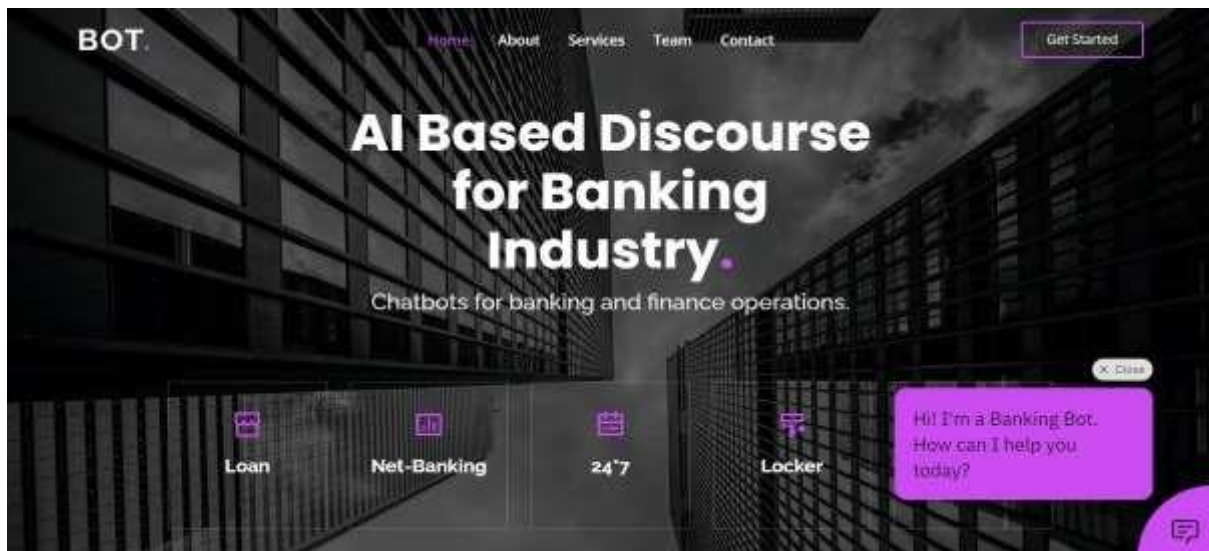 BOT.
Home About Services Team Contact
Get Started
AI Based Discourse
for Banking
Industry.
Chatbots for banking and finance operations.
× Close
Hi! I'm a Banking Bot.
How can I help you
today?
Loan
Net-Banking
24*7
Locker